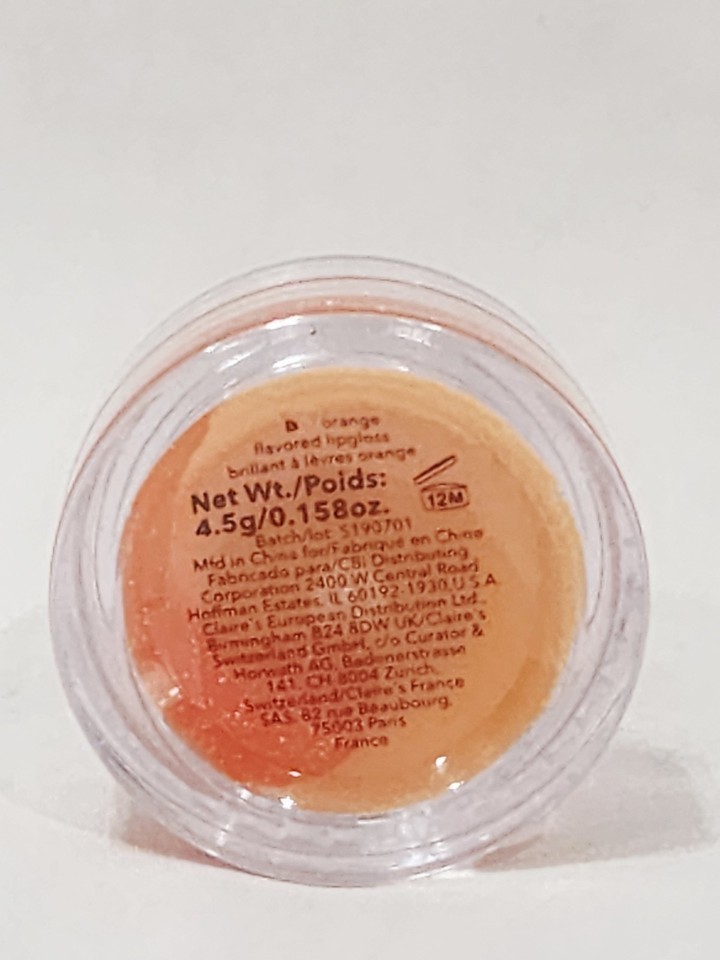 orange
flavored lipgloss
brillant à lèvres orange
Net Wt./Poids:
4.5g/0.158oz.
12M
Batch/lot: S190701
Mfd in China for/Fabriqué en Chine
Fabricado para/CBI Distributing
Corporation 2400 W Central Road
Hoffman Estates, IL 60192-1930,U.S.A.
Claire's European Distribution Ltd.,
Birmingham B24 8DW UK/Claire's
Switzerland GmbH, c/o Curator &
Horwath AG, Badenerstrasse
141, CH 8004 Zurich,
Switzerland/Claire's France
SAS, 82 rue Beaubourg,
75003 Paris
France